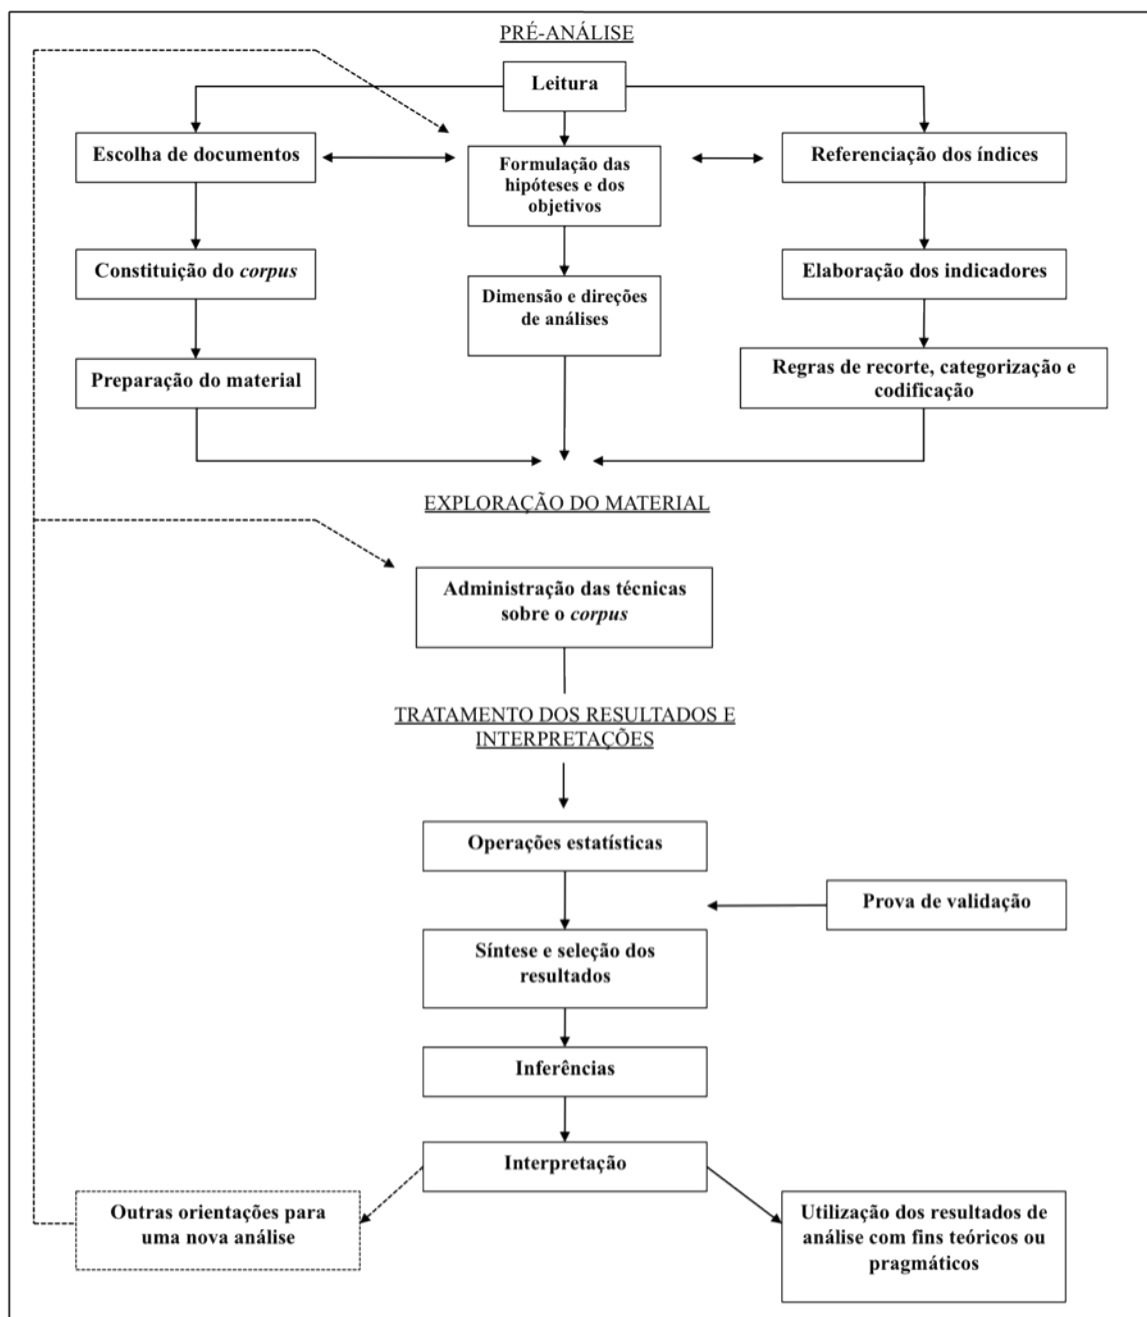 PRÉ-ANÁLISE
Leitura
Escolha de documentos
Formulação das
hipóteses e dos
objetivos
Referenciação dos índices
Constituição do corpus
Dimensão e direções
de análises
Elaboração dos indicadores
Preparação do material
Regras de recorte, categorização e
codificação
EXPLORAÇÃO DO MATERIAL
Administração das técnicas
sobre o corpus
TRATAMENTO DOS RESULTADOS E
INTERPRETAÇÕES
Operações estatísticas
Prova de validação
Síntese e seleção dos
resultados
Inferências
Interpretação
Outras orientações para
uma nova análise
Utilização dos resultados de
análise com fins teóricos ou
pragmáticos